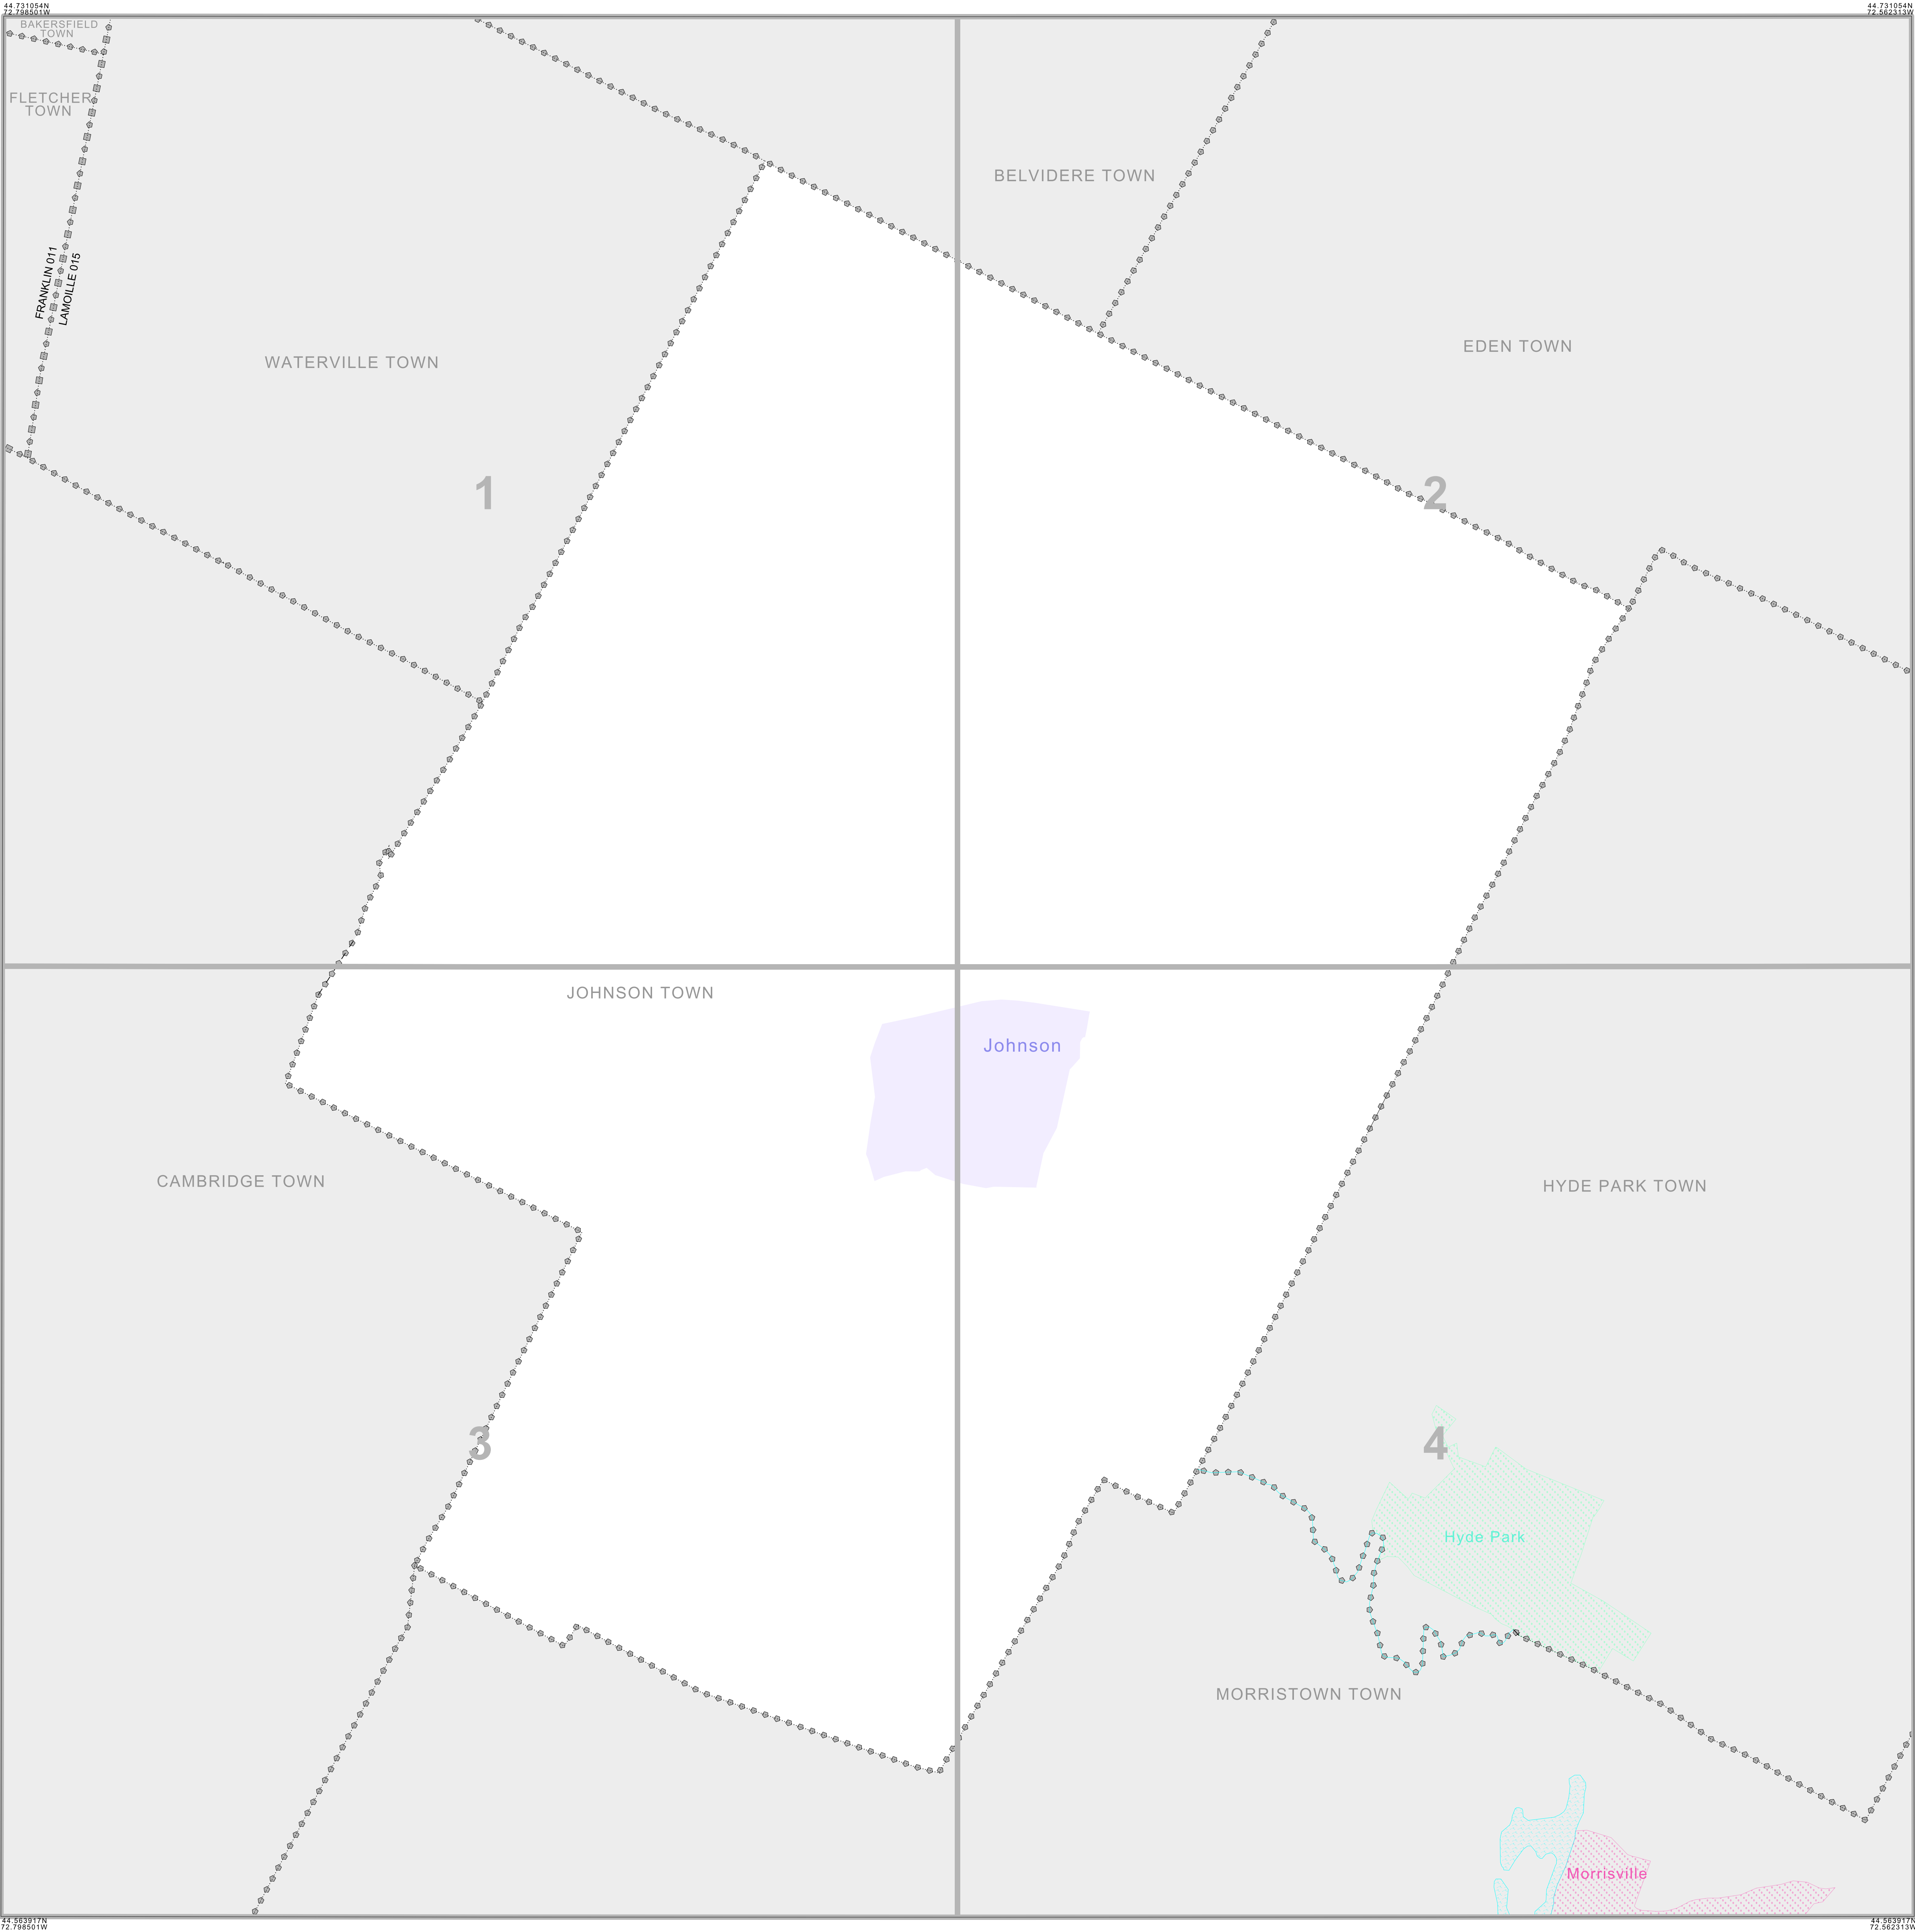 44.731054N
72.798501W
44.731054N
72.562313W
BAKERSFIELD
TOWN
FLETCHER
TOWN
BELVIDERE TOWN
FRANKLIN 011
LAMOILLE 015
EDEN TOWN
WATERVILLE TOWN
1
2
JOHNSON TOWN
Johnson
CAMBRIDGE TOWN
HYDE PARK TOWN
3
4
Hyde Park
MORRISTOWN TOWN
Morrisville
44.563917N
72.798501W
44.563917N
72.562313W